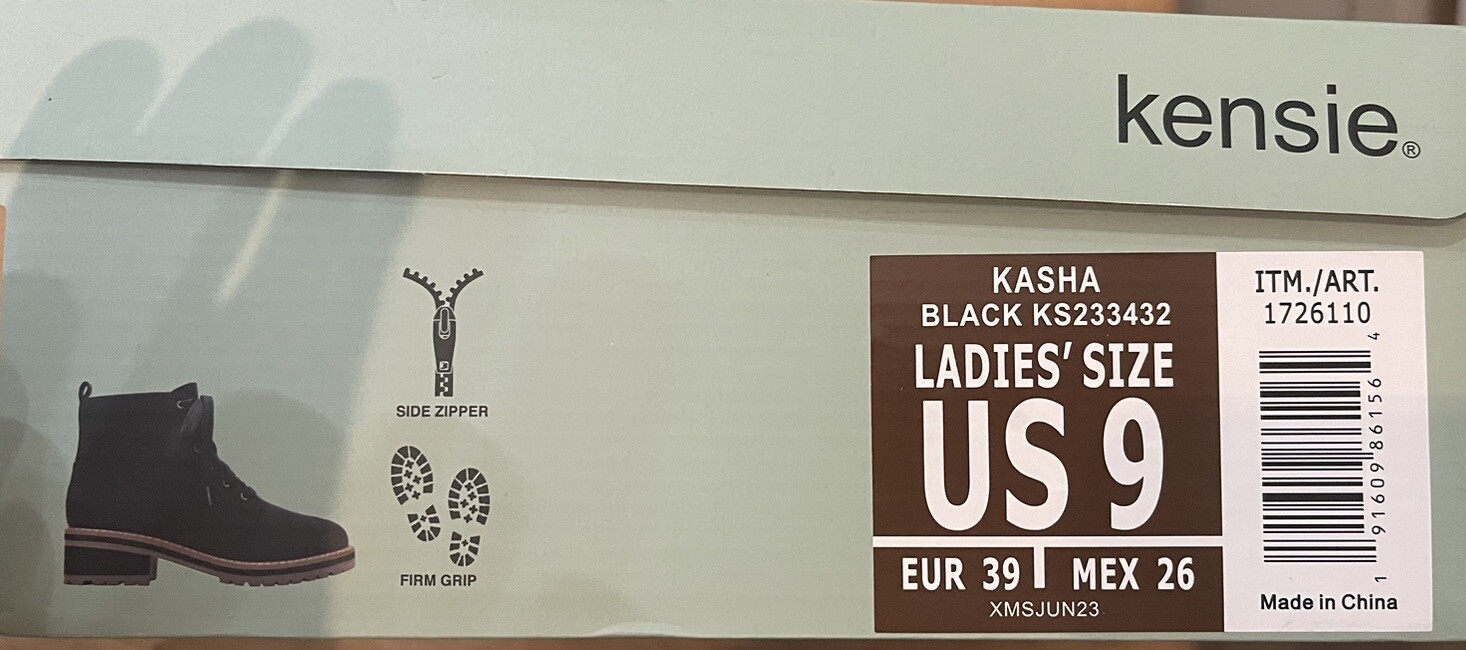 kensie®
SIDE ZIPPER
FIRM GRIP
KASHA
BLACK KS233432
LADIES' SIZE
US 9
EUR 39
MEX 26
XMSJUN23
ITM./ART.
1726110
1 91609 86156 4
Made in China